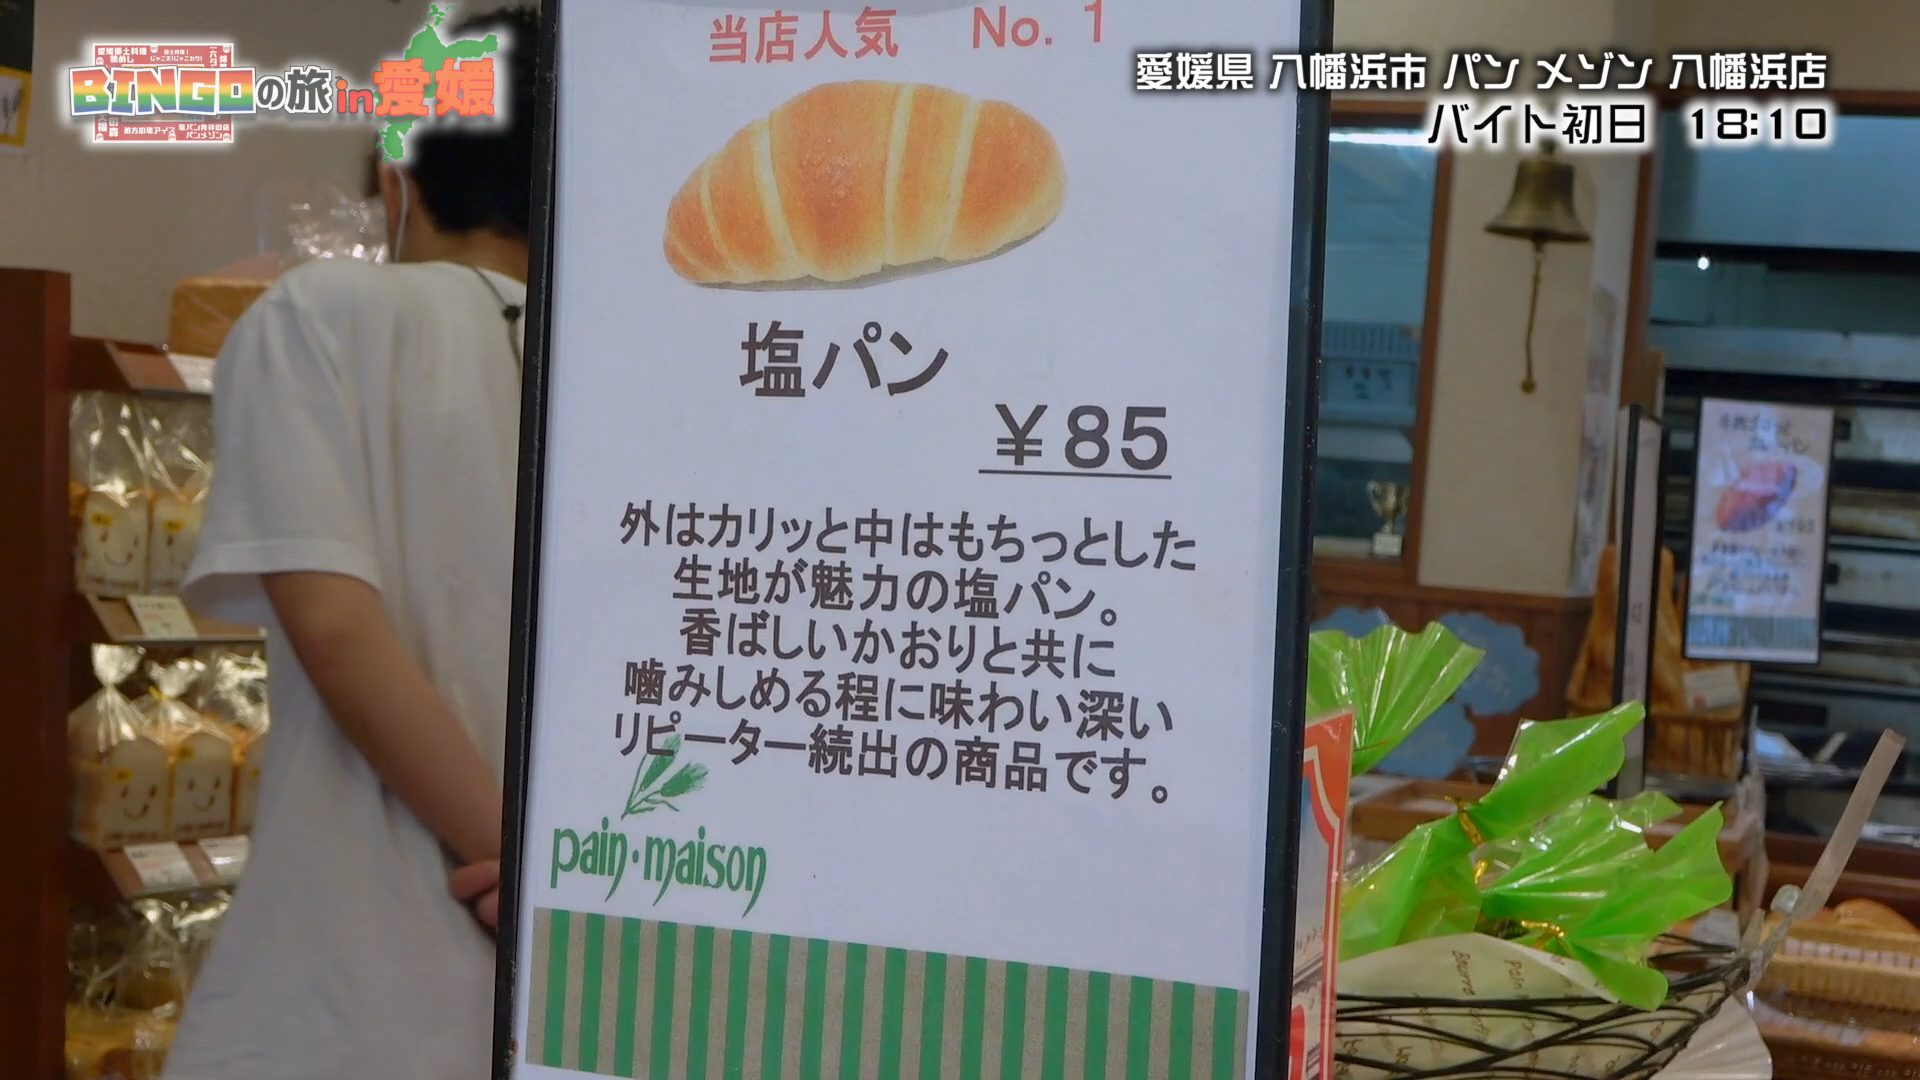 愛媛県 八幡浜市 パン メゾン 八幡浜店
バイト初日 18:10
BINGOの旅in愛媛
当店人気 No. 1
塩パン
¥85
外はカリッと中はもちっとした
生地が魅力の塩パン。
香ばしいかおりと共に
噛みしめる程に味わい深い
リピーター続出の商品です。
pain・maison